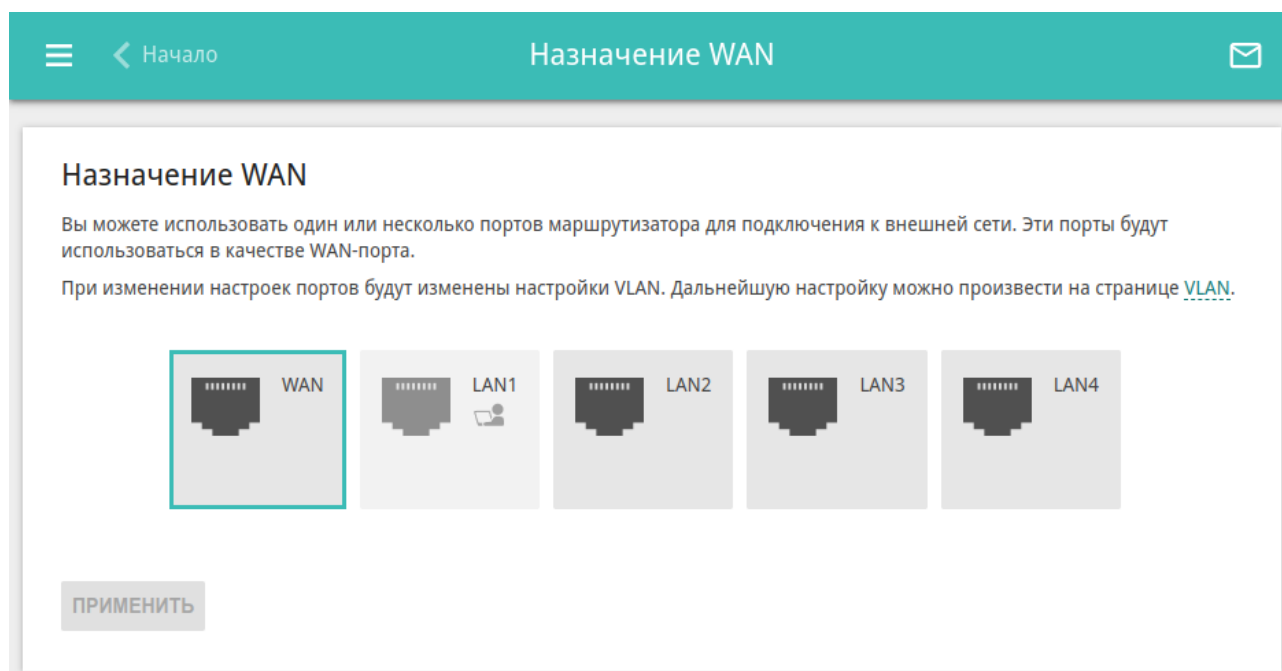 Начало
Назначение WAN
Назначение WAN
Вы можете использовать один или несколько портов маршрутизатора для подключения к внешней сети. Эти порты будут
использоваться в качестве WAN-порта.
При изменении настроек портов будут изменены настройки VLAN. Дальнейшую настройку можно произвести на странице VLAN.
WAN
LAN1
LAN2
LAN3
LAN4
ПРИМЕНИТЬ